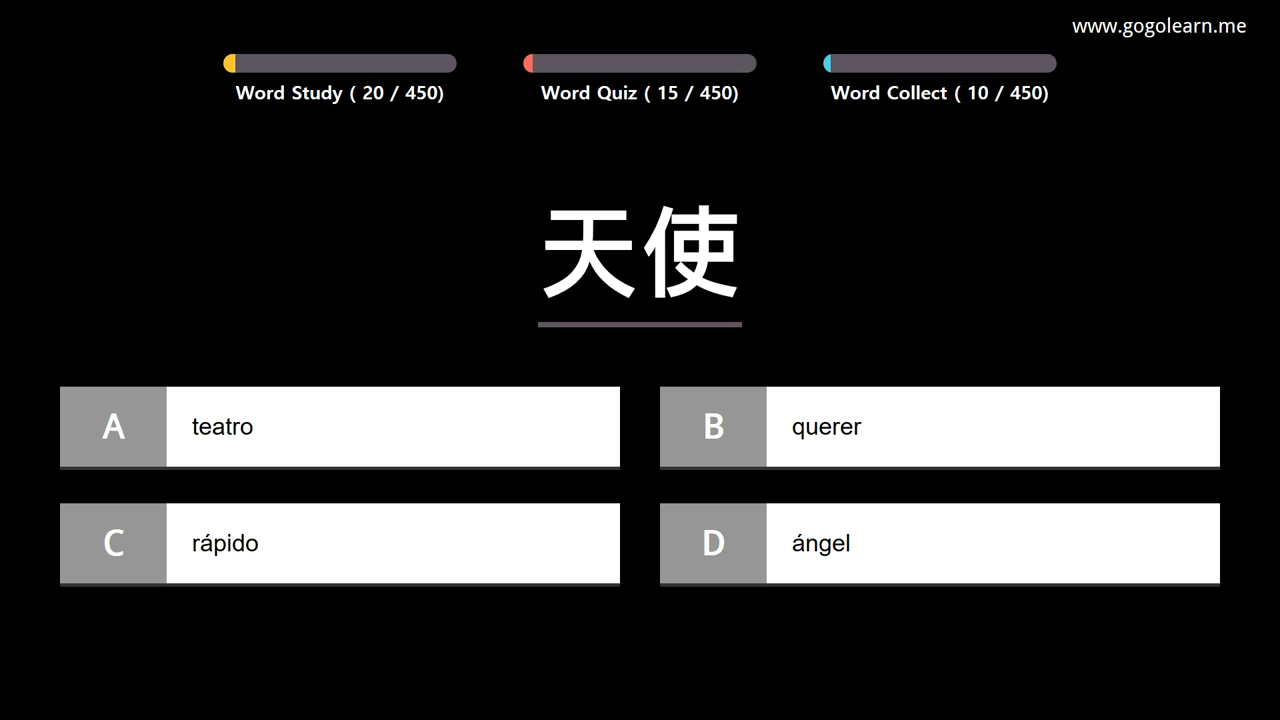 www.gogolearn.me
Word Study ( 20 / 450)
Word Quiz ( 15 / 450)
Word Collect ( 10 / 450)
天使
A teatro
B querer
C rápido
D ángel